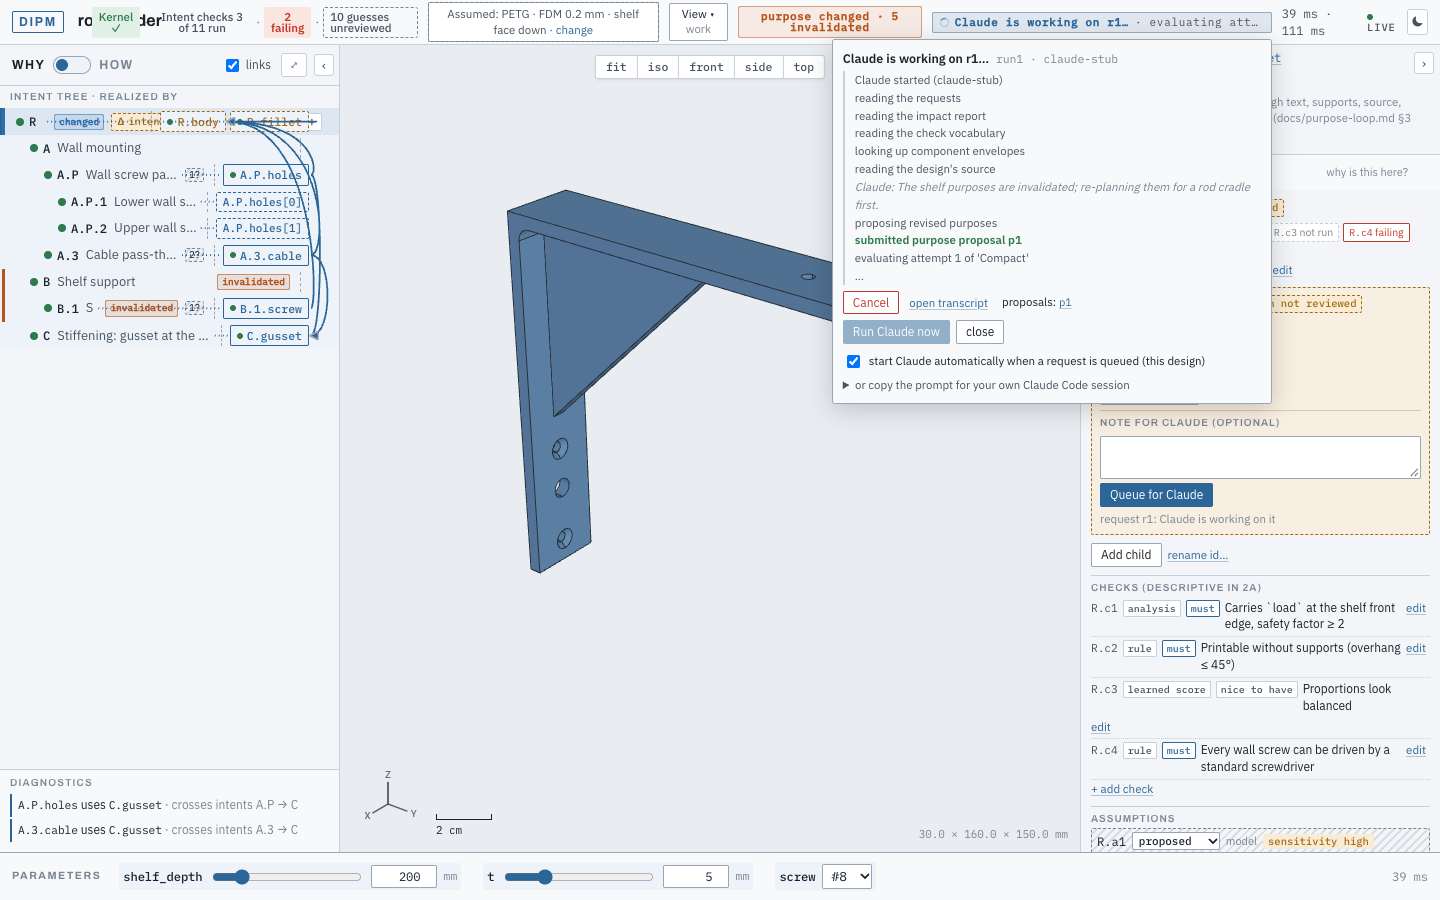 DIPM
Kernel ✓
Intent checks 3 of 11 run
·
2 failing
·
10 guesses unreviewed
Assumed: PETG · FDM 0.2 mm · shelf face down · change
View ▾ work
purpose changed · 5 invalidated
Claude is working on r1… · evaluating att…
39 ms · 111 ms
● LIVE
WHY HOW
links
INTENT TREE · REALIZED BY
R changed Δ inten R.body R.fillet
A Wall mounting
A.P Wall screw pa… 1? A.P.holes
A.P.1 Lower wall s… A.P.holes[0]
A.P.2 Upper wall s… A.P.holes[1]
A.3 Cable pass-th… 2? A.3.cable
B Shelf support invalidated
B.1 S invalidated 1? B.1.screw
C Stiffening: gusset at the … C.gusset
DIAGNOSTICS
A.P.holes uses C.gusset · crosses intents A.P → C
A.3.cable uses C.gusset · crosses intents A.3 → C
fit iso front side top
Z
X
Y
2 cm
30.0 × 160.0 × 150.0 mm
Claude is working on r1… run1 · claude-stub
Claude started (claude-stub)
reading the requests
reading the impact report
reading the check vocabulary
looking up component envelopes
reading the design's source
Claude: The shelf purposes are invalidated; re-planning them for a rod cradle
first.
proposing revised purposes
submitted purpose proposal p1
evaluating attempt 1 of 'Compact'
…
Cancel open transcript proposals: p1
Run Claude now close
start Claude automatically when a request is queued (this design)
▶ or copy the prompt for your own Claude Code session
gh text, supports, source,
(docs/purpose-loop.md §3
why is this here?
R.c3 not run R.c4 failing
edit
not reviewed
NOTE FOR CLAUDE (OPTIONAL)
Queue for Claude
request r1: Claude is working on it
Add child rename id…
CHECKS (DESCRIPTIVE IN 2A)
R.c1 analysis must Carries `load` at the shelf front edit
edge, safety factor ≥ 2
R.c2 rule must Printable without supports (overhang edit
≤ 45°)
R.c3 learned score nice to have Proportions look
balanced
edit
R.c4 rule must Every wall screw can be driven by a edit
standard screwdriver
+ add check
ASSUMPTIONS
R.a1 proposed model sensitivity high
PARAMETERS shelf_depth 200 mm t 5 mm screw #8 39 ms